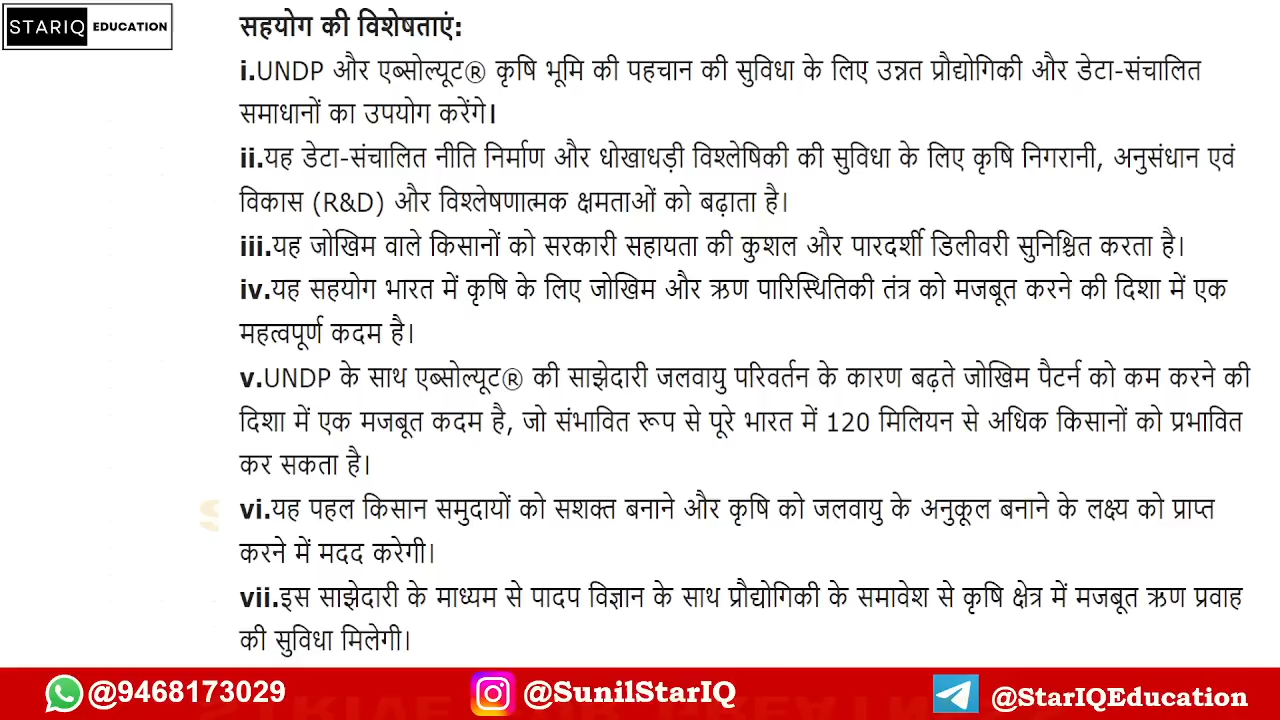 STARIQ EDUCATION
सहयोग की विशेषताएं:
i.UNDP और एब्सोल्यूट® कृषि भूमि की पहचान की सुविधा के लिए उन्नत प्रौद्योगिकी और डेटा-संचालित
समाधानों का उपयोग करेंगे।
ii.यह डेटा-संचालित नीति निर्माण और धोखाधड़ी विश्लेषिकी की सुविधा के लिए कृषि निगरानी, अनुसंधान एवं
विकास (R&D) और विश्लेषणात्मक क्षमताओं को बढ़ाता है।
iii.यह जोखिम वाले किसानों को सरकारी सहायता की कुशल और पारदर्शी डिलीवरी सुनिश्चित करता है।
iv.यह सहयोग भारत में कृषि के लिए जोखिम और ऋण पारिस्थितिकी तंत्र को मजबूत करने की दिशा में एक
महत्वपूर्ण कदम है।
v.UNDP के साथ एब्सोल्यूट® की साझेदारी जलवायु परिवर्तन के कारण बढ़ते जोखिम पैटर्न को कम करने की
दिशा में एक मजबूत कदम है, जो संभावित रूप से पूरे भारत में 120 मिलियन से अधिक किसानों को प्रभावित
कर सकता है।
vi.यह पहल किसान समुदायों को सशक्त बनाने और कृषि को जलवायु के अनुकूल बनाने के लक्ष्य को प्राप्त
करने में मदद करेगी।
vii.इस साझेदारी के माध्यम से पादप विज्ञान के साथ प्रौद्योगिकी के समावेश से कृषि क्षेत्र में मजबूत ऋण प्रवाह
की सुविधा मिलेगी।
@9468173029 @SunilStarIQ @StarIQEducation